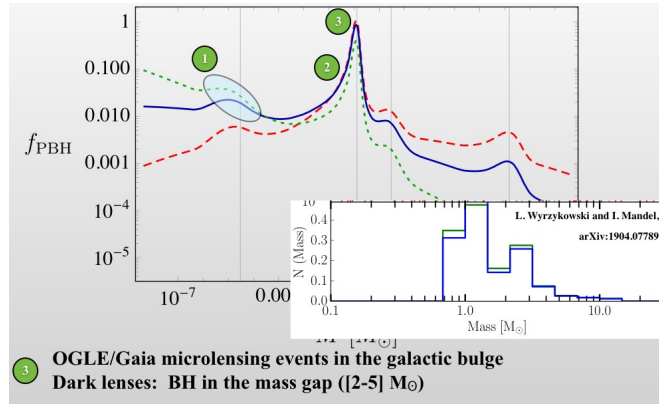 3
1
1
2
0.100
0.010
0.001
10⁻⁴
10⁻⁵
f_PBH
10⁻⁷
0.00
L. Wyrzykowski and I. Mandel,
arXiv:1904.07789
N (Mass)
0.4
0.3
0.2
0.1
0.0
0.1
1.0
10.0
Mass [M⊙]
3
OGLE/Gaia microlensing events in the galactic bulge
Dark lenses: BH in the mass gap ([2-5] M⊙)